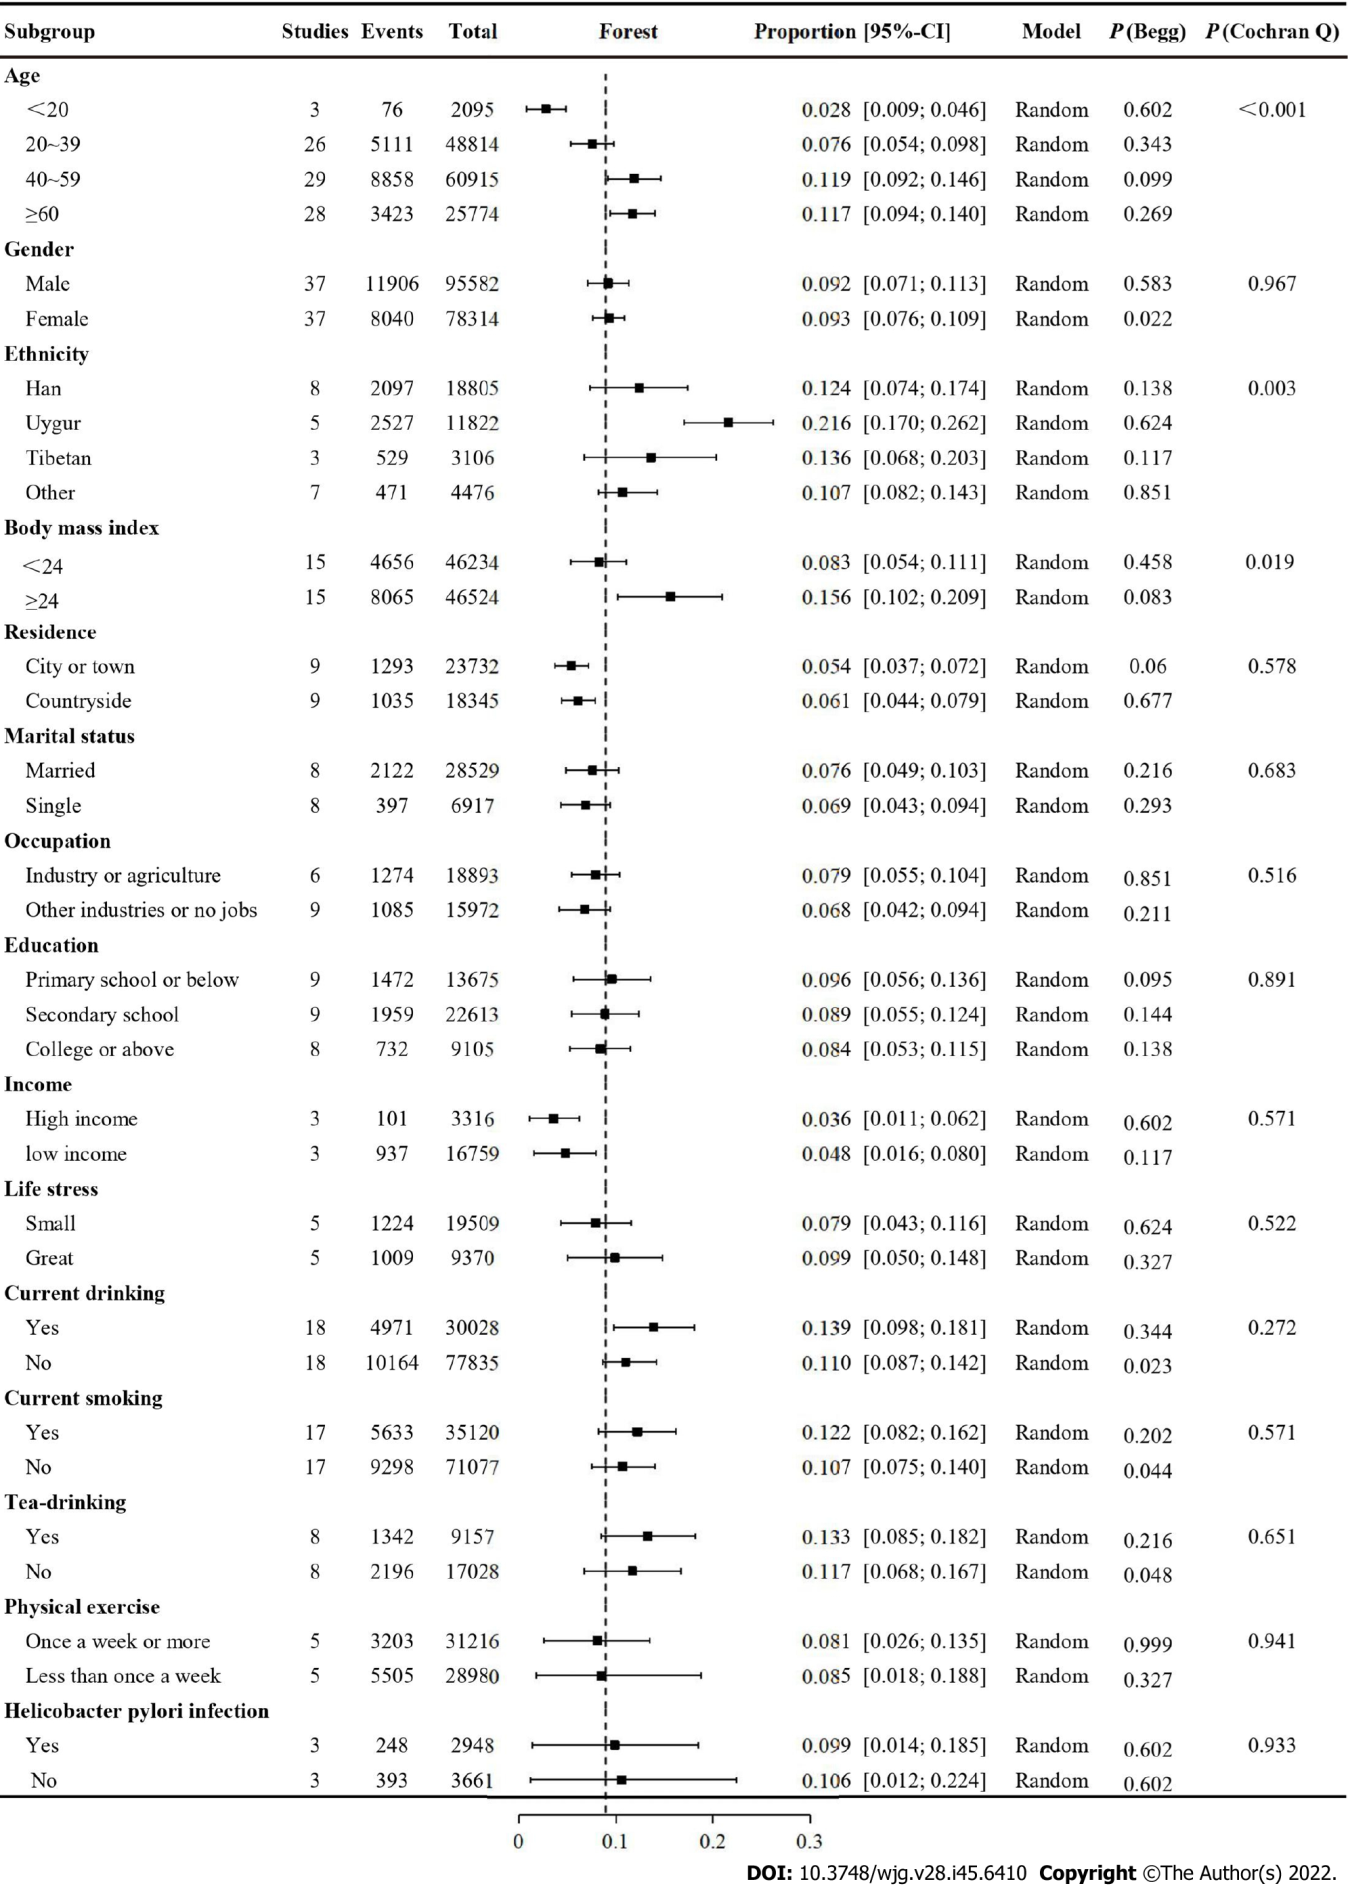 Subgroup Studies Events Total Forest Proportion [95%-CI] Model P(Begg) P(Cochran Q)
Age
<20 3 76 2095 0.028 [0.009; 0.046] Random 0.602 <0.001
20~39 26 5111 48814 0.076 [0.054; 0.098] Random 0.343
40~59 29 8858 60915 0.119 [0.092; 0.146] Random 0.099
≥60 28 3423 25774 0.117 [0.094; 0.140] Random 0.269
Gender
Male 37 11906 95582 0.092 [0.071; 0.113] Random 0.583 0.967
Female 37 8040 78314 0.093 [0.076; 0.109] Random 0.022
Ethnicity
Han 8 2097 18805 0.124 [0.074; 0.174] Random 0.138 0.003
Uygur 5 2527 11822 0.216 [0.170; 0.262] Random 0.624
Tibetan 3 529 3106 0.136 [0.068; 0.203] Random 0.117
Other 7 471 4476 0.107 [0.082; 0.143] Random 0.851
Body mass index
<24 15 4656 46234 0.083 [0.054; 0.111] Random 0.458 0.019
≥24 15 8065 46524 0.156 [0.102; 0.209] Random 0.083
Residence
City or town 9 1293 23732 0.054 [0.037; 0.072] Random 0.06 0.578
Countryside 9 1035 18345 0.061 [0.044; 0.079] Random 0.677
Marital status
Married 8 2122 28529 0.076 [0.049; 0.103] Random 0.216 0.683
Single 8 397 6917 0.069 [0.043; 0.094] Random 0.293
Occupation
Industry or agriculture 6 1274 18893 0.079 [0.055; 0.104] Random 0.851 0.516
Other industries or no jobs 9 1085 15972 0.068 [0.042; 0.094] Random 0.211
Education
Primary school or below 9 1472 13675 0.096 [0.056; 0.136] Random 0.095 0.891
Secondary school 9 1959 22613 0.089 [0.055; 0.124] Random 0.144
College or above 8 732 9105 0.084 [0.053; 0.115] Random 0.138
Income
High income 3 101 3316 0.036 [0.011; 0.062] Random 0.602 0.571
low income 3 937 16759 0.048 [0.016; 0.080] Random 0.117
Life stress
Small 5 1224 19509 0.079 [0.043; 0.116] Random 0.624 0.522
Great 5 1009 9370 0.099 [0.050; 0.148] Random 0.327
Current drinking
Yes 18 4971 30028 0.139 [0.098; 0.181] Random 0.344 0.272
No 18 10164 77835 0.110 [0.087; 0.142] Random 0.023
Current smoking
Yes 17 5633 35120 0.122 [0.082; 0.162] Random 0.202 0.571
No 17 9298 71077 0.107 [0.075; 0.140] Random 0.044
Tea-drinking
Yes 8 1342 9157 0.133 [0.085; 0.182] Random 0.216 0.651
No 8 2196 17028 0.117 [0.068; 0.167] Random 0.048
Physical exercise
Once a week or more 5 3203 31216 0.081 [0.026; 0.135] Random 0.999 0.941
Less than once a week 5 5505 28980 0.085 [0.018; 0.188] Random 0.327
Helicobacter pylori infection
Yes 3 248 2948 0.099 [0.014; 0.185] Random 0.602 0.933
No 3 393 3661 0.106 [0.012; 0.224] Random 0.602
0 0.1 0.2 0.3
DOI: 10.3748/wjg.v28.i45.6410 Copyright ©The Author(s) 2022.